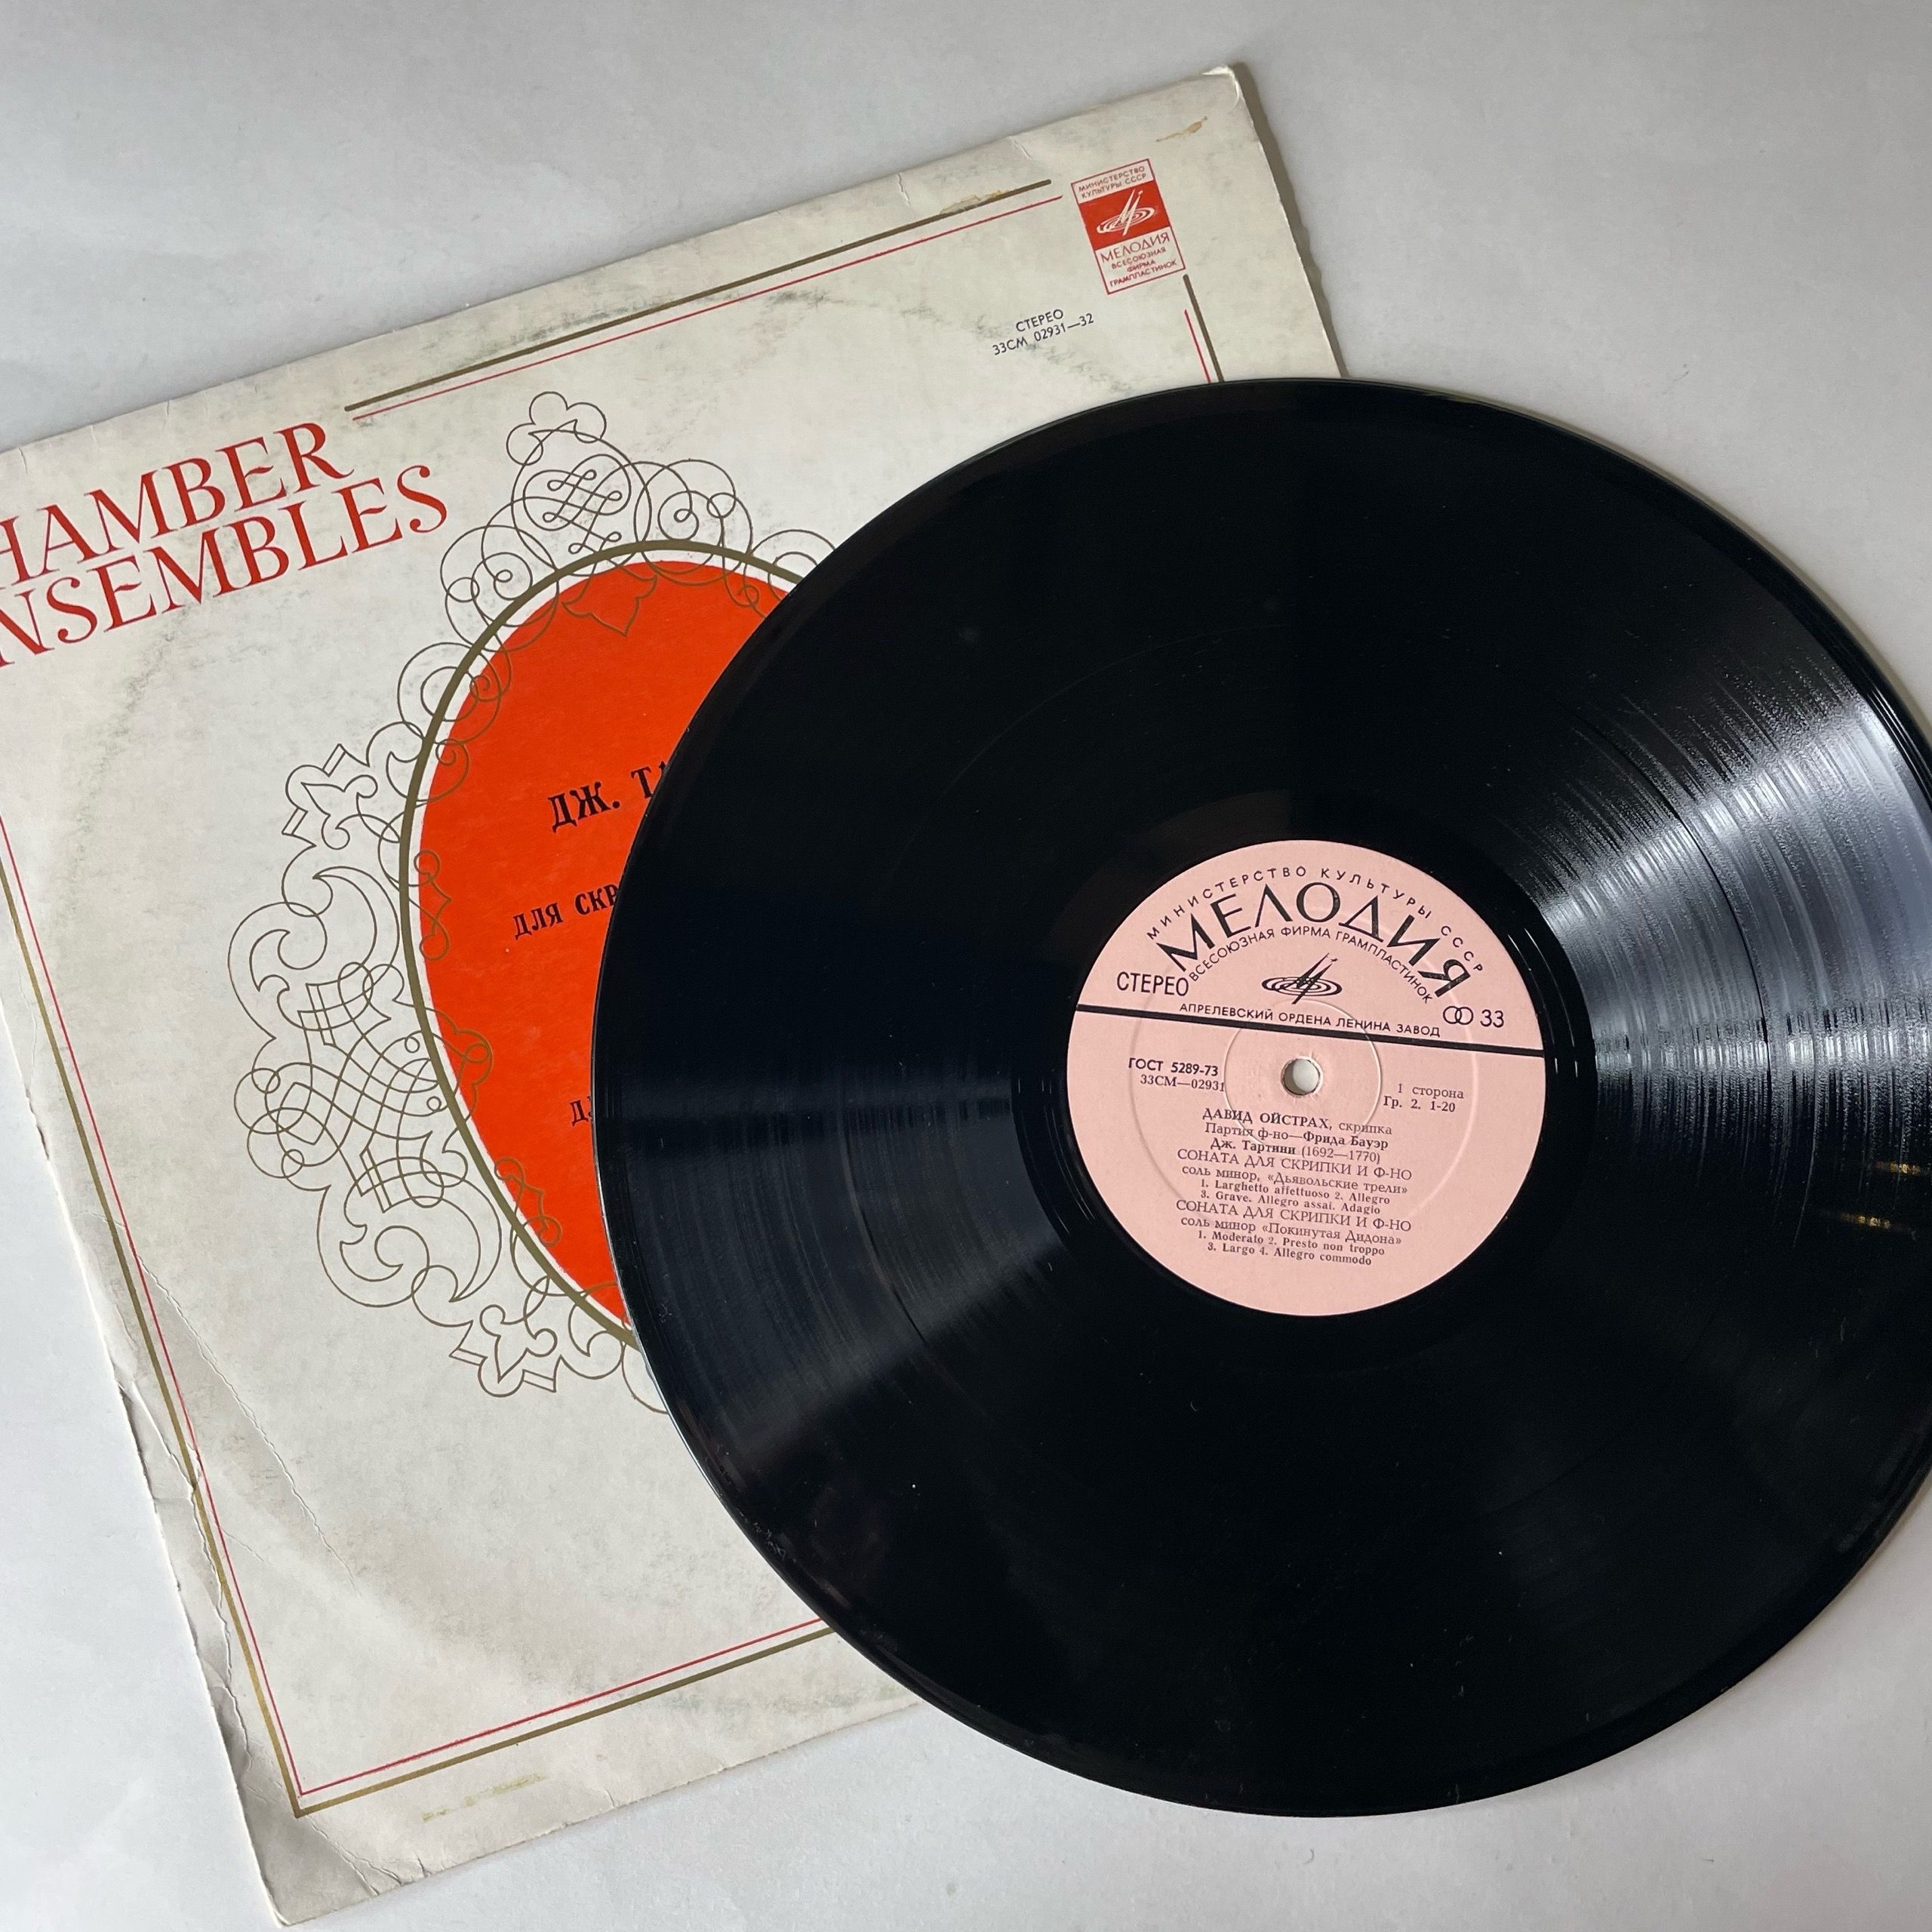 МИНИСТЕРСТВО
КУЛЬТУРЫ СССР
МЕЛОДИЯ
ВСЕСОЮЗНАЯ
ФИРМА
ГРАМПЛАСТИНОК
СТЕРЕО
33СМ 02931—32
HAMBER
NSEMBLES
ДЖ. ТА
ДЛЯ СКР
МИНИСТЕРСТВО КУЛЬТУРЫ СССР
МЕЛОДИЯ
ВСЕСОЮЗНАЯ ФИРМА ГРАМПЛАСТИНОК
СТЕРЕО
33
АПРЕЛЕВСКИЙ ОРДЕНА ЛЕНИНА ЗАВОД
ГОСТ 5289-73
33СМ—02931
1 сторона
Гр. 2. 1-20
ДАВИД ОЙСТРАХ, скрипка
Партия ф-но—Фрида Бауэр
Дж. Тартини (1692—1770)
СОНАТА ДЛЯ СКРИПКИ И Ф-НО
соль минор, «Дьявольские трели»
1. Larghetto affettuoso 2. Allegro
3. Grave. Allegro assai. Adagio
СОНАТА ДЛЯ СКРИПКИ И Ф-НО
соль минор «Покинутая Дидона»
1. Moderato 2. Presto non troppo
3. Largo 4. Allegro commodo